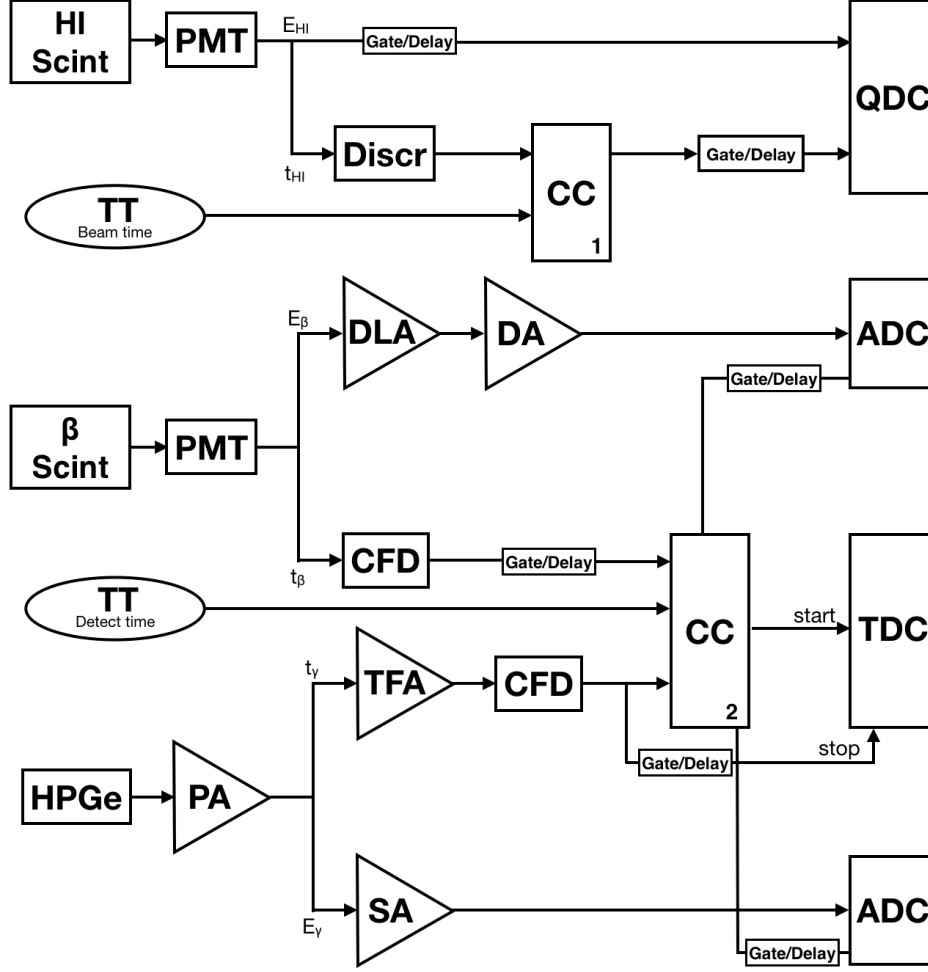 HI
Scint
PMT
E_HI
Gate/Delay
QDC
t_HI
Discr
CC
1
Gate/Delay
TT
Beam time
E_β
DLA
DA
ADC
Gate/Delay
β
Scint
PMT
t_β
CFD
Gate/Delay
TT
Detect time
CC
2
start
TDC
t_γ
TFA
CFD
Gate/Delay
stop
HPGe
PA
E_γ
SA
ADC
Gate/Delay